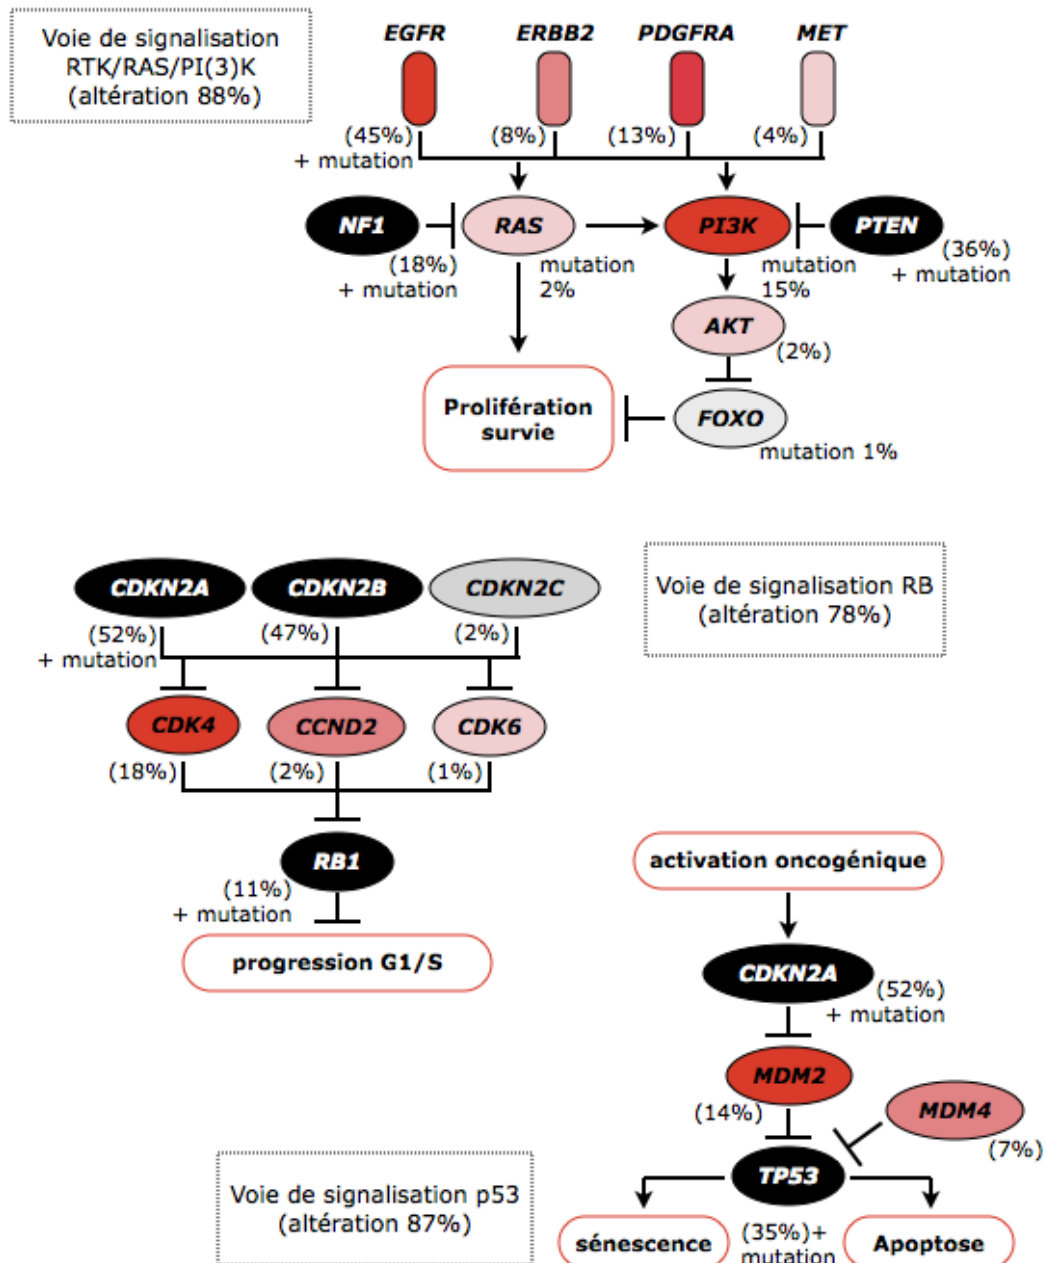 Voie de signalisation
RTK/RAS/PI(3)K
(altération 88%)
EGFR ERBB2 PDGFRA MET
(45%) (8%) (13%) (4%)
+ mutation
NF1 RAS PI3K PTEN
(18%) (36%)
+ mutation mutation mutation + mutation
2% 15%
AKT
(2%)
Prolifération
survie
FOXO
mutation 1%
Voie de signalisation RB
(altération 78%)
CDKN2A CDKN2B CDKN2C
(52%) (47%) (2%)
+ mutation
CDK4 CCND2 CDK6
(18%) (2%) (1%)
RB1
(11%)
+ mutation
progression G1/S
activation oncogénique
CDKN2A
(52%)
+ mutation
MDM2
(14%)
MDM4
(7%)
TP53
Voie de signalisation p53
(altération 87%)
sénescence
(35%)+
mutation
Apoptose